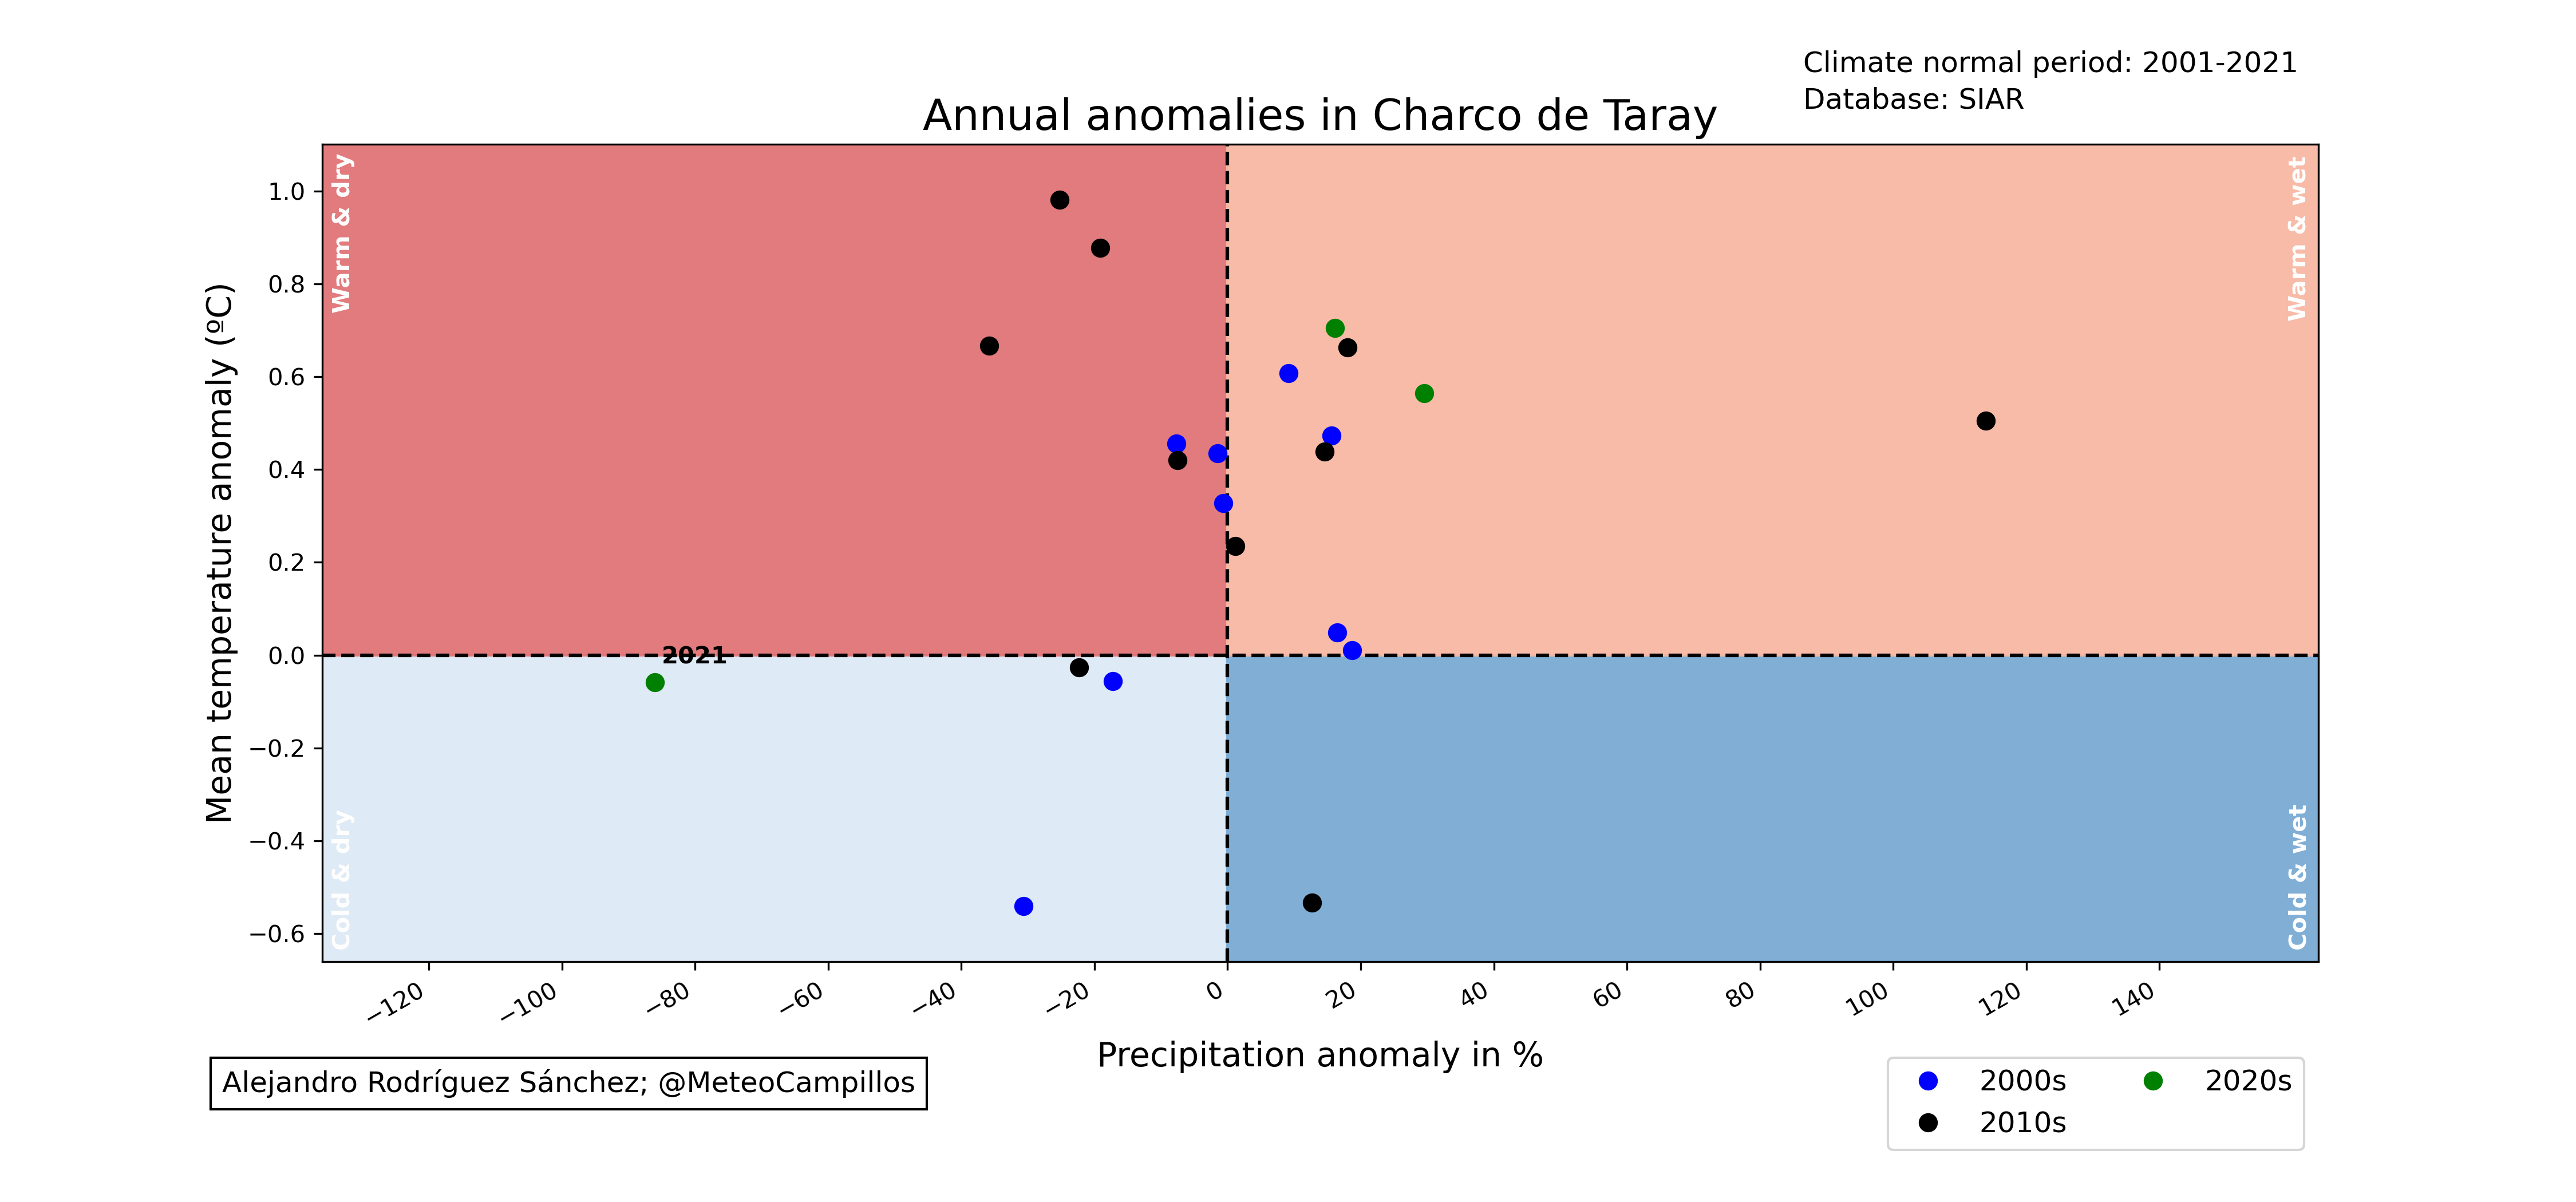 Climate normal period: 2001-2021
Database: SIAR
Annual anomalies in Charco de Taray
Warm & dry
Warm & wet
Mean temperature anomaly (ºC)
1.0
0.8
0.6
0.4
0.2
0.0
−0.2
−0.4
−0.6
2021
Cold & dry
Cold & wet
−120
−100
−80
−60
−40
−20
0
20
40
60
80
100
120
140
Precipitation anomaly in %
Alejandro Rodríguez Sánchez; @MeteoCampillos
2000s
2010s
2020s